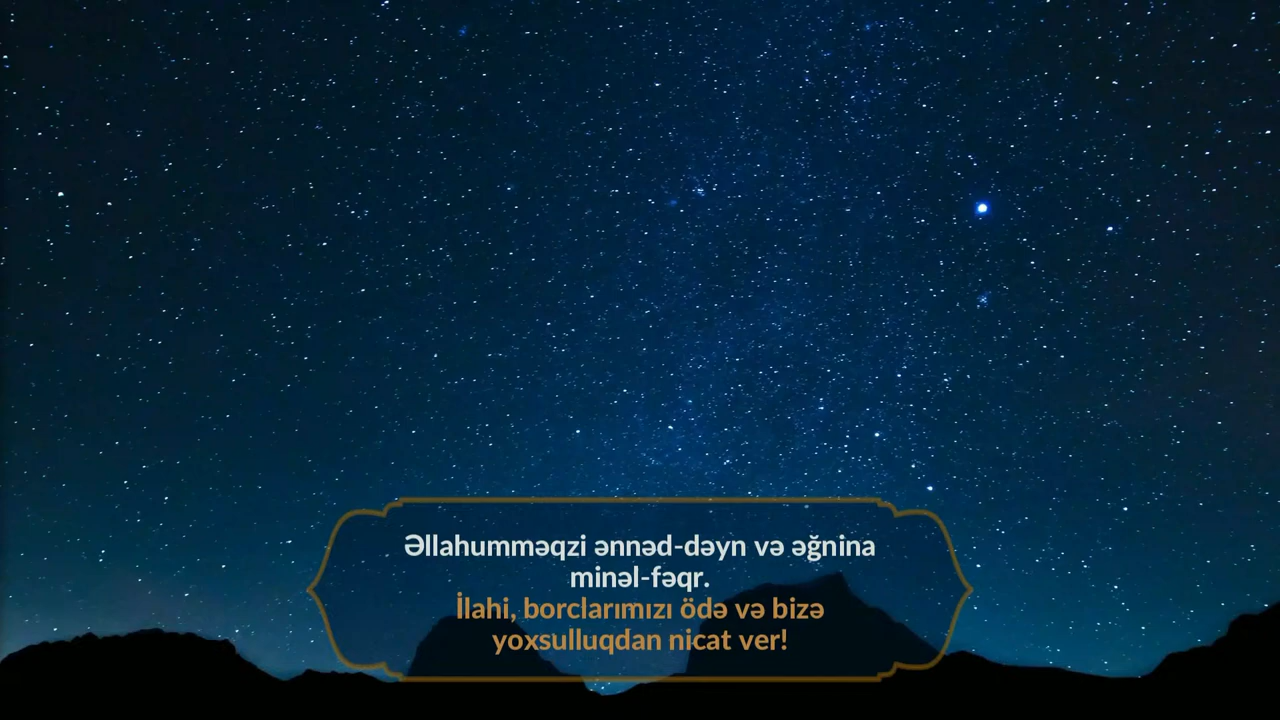 Əllahumməqzi ənnəd-dəyn və əğnina
minəl-fəqr.
İlahi, borclarımızı ödə və bizə
yoxsulluqdan nicat ver!